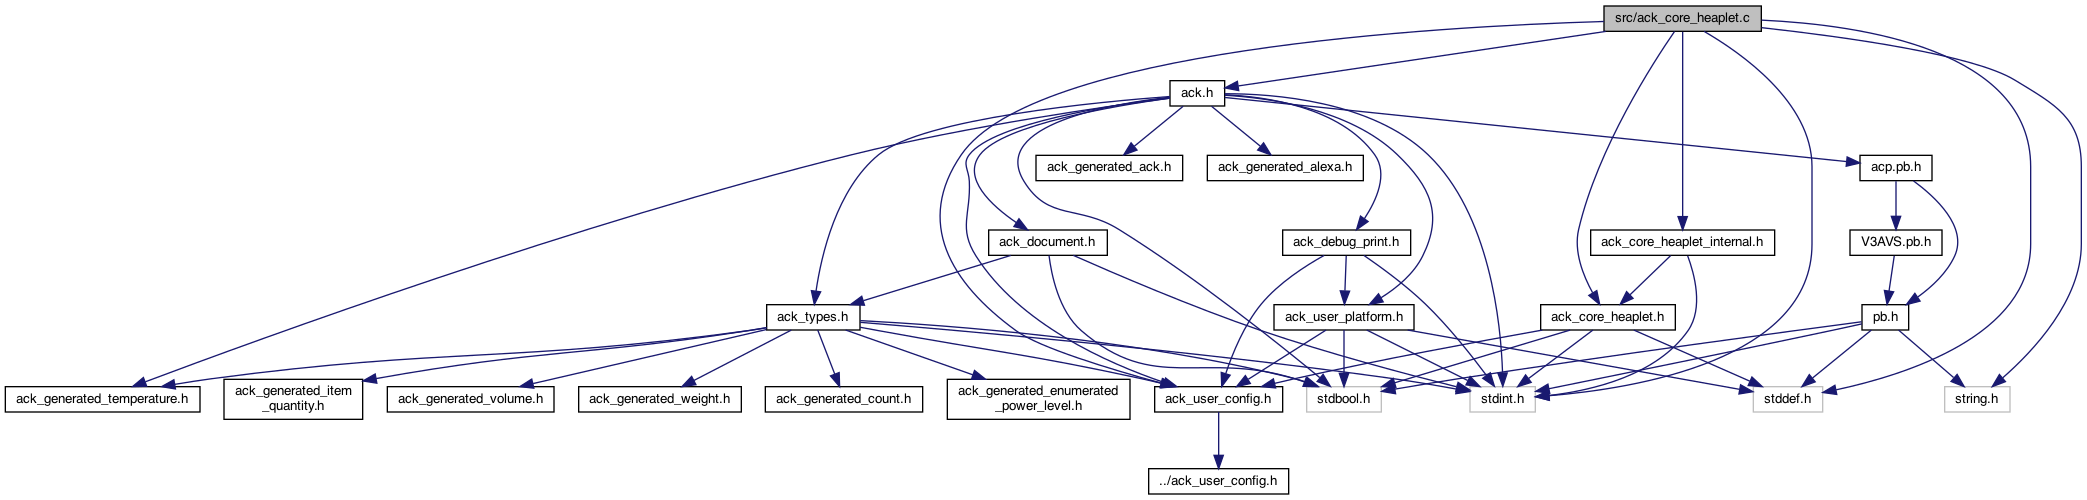 src/ack_core_heaplet.c
ack.h
ack_generated_ack.h
ack_generated_alexa.h
acp.pb.h
ack_document.h
ack_debug_print.h
ack_core_heaplet_internal.h
V3AVS.pb.h
ack_types.h
ack_user_platform.h
ack_core_heaplet.h
pb.h
ack_generated_temperature.h
ack_generated_item
_quantity.h
ack_generated_volume.h
ack_generated_weight.h
ack_generated_count.h
ack_generated_enumerated
_power_level.h
ack_user_config.h
stdbool.h
stdint.h
stddef.h
string.h
../ack_user_config.h